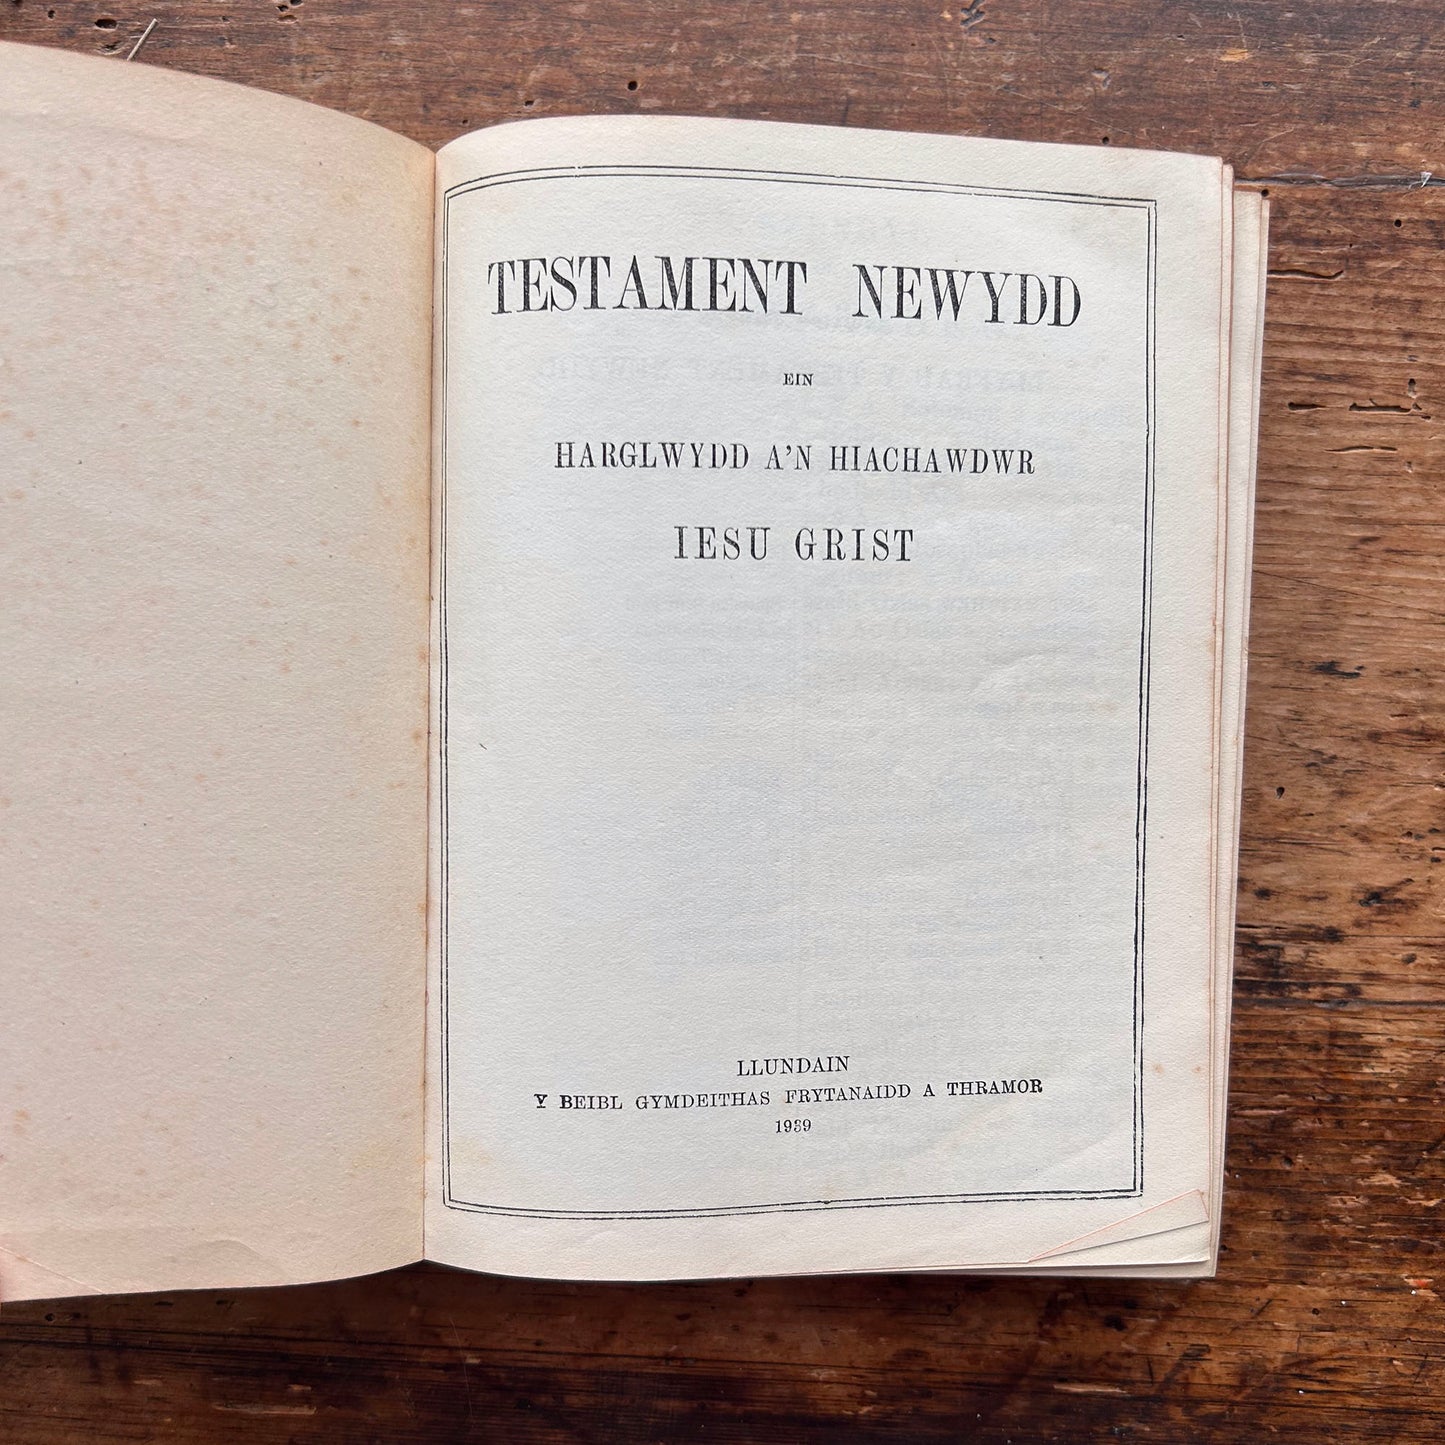 TESTAMENT NEWYDD
EIN
HARGLWYDD A'N HIACHAWDWR
IESU GRIST
LLUNDAIN
Y BEIBL GYMDEITHAS FRYTANAIDD A THRAMOR
1939